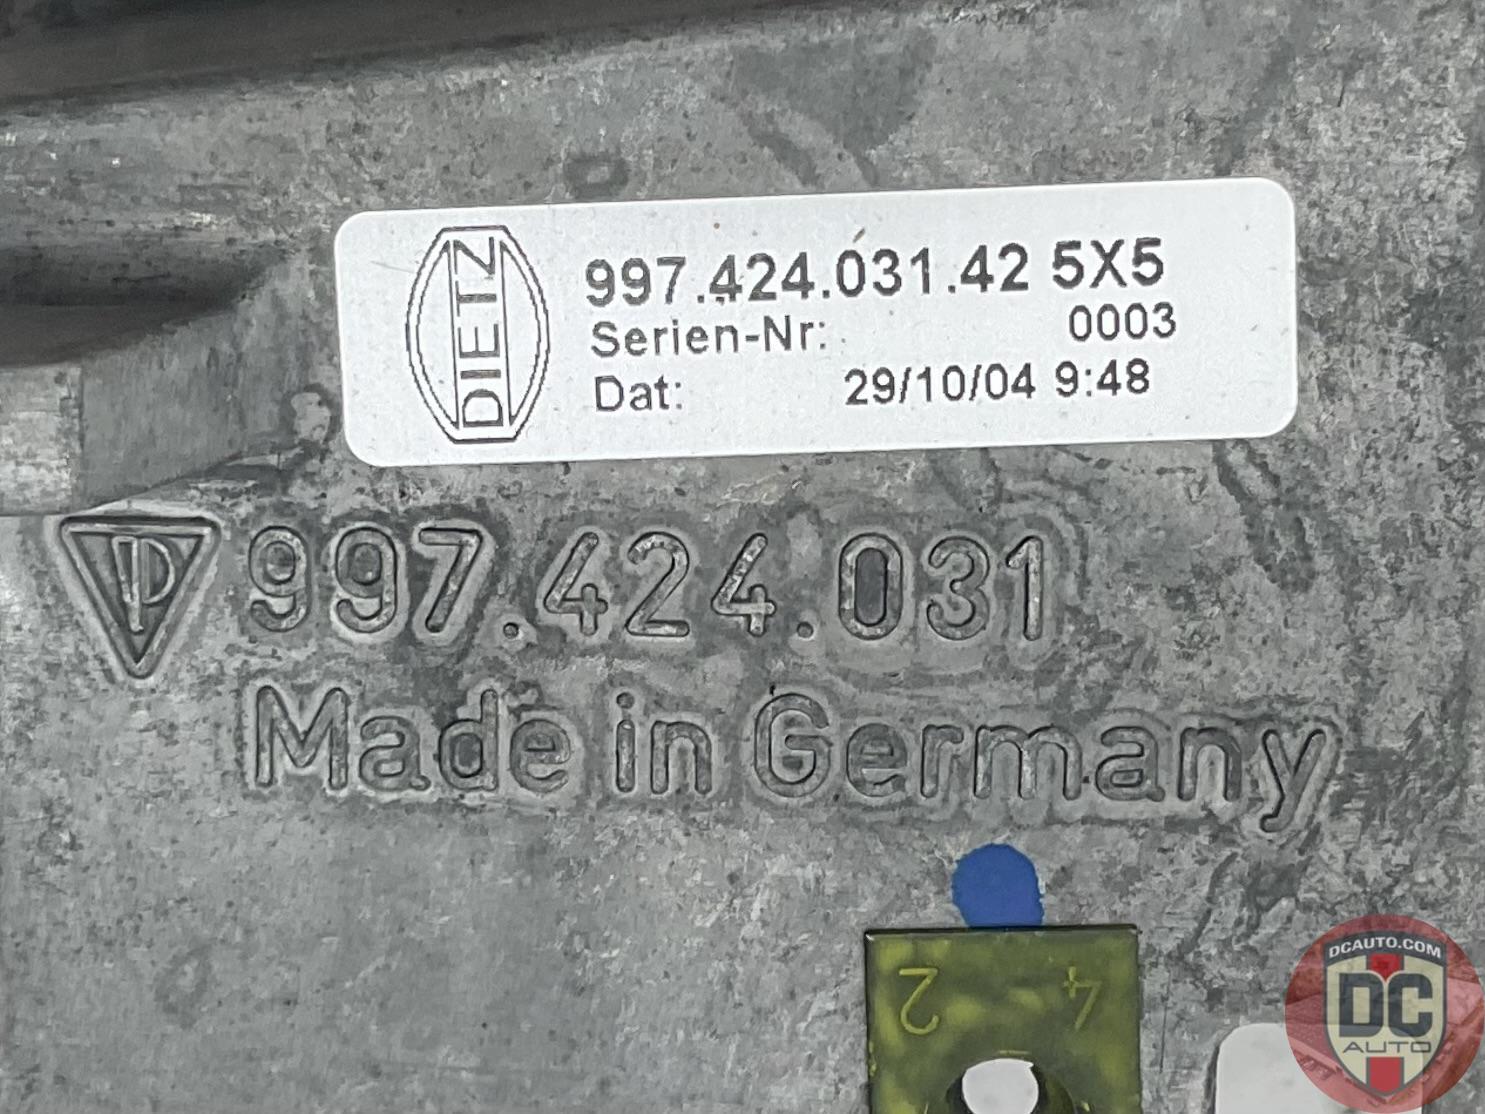 DIETZ
997.424.031.42 5X5
Serien-Nr: 0003
Dat: 29/10/04 9:48
997.424.031
Made in Germany
2 4
DCAUTO.COM
DC
AUTO